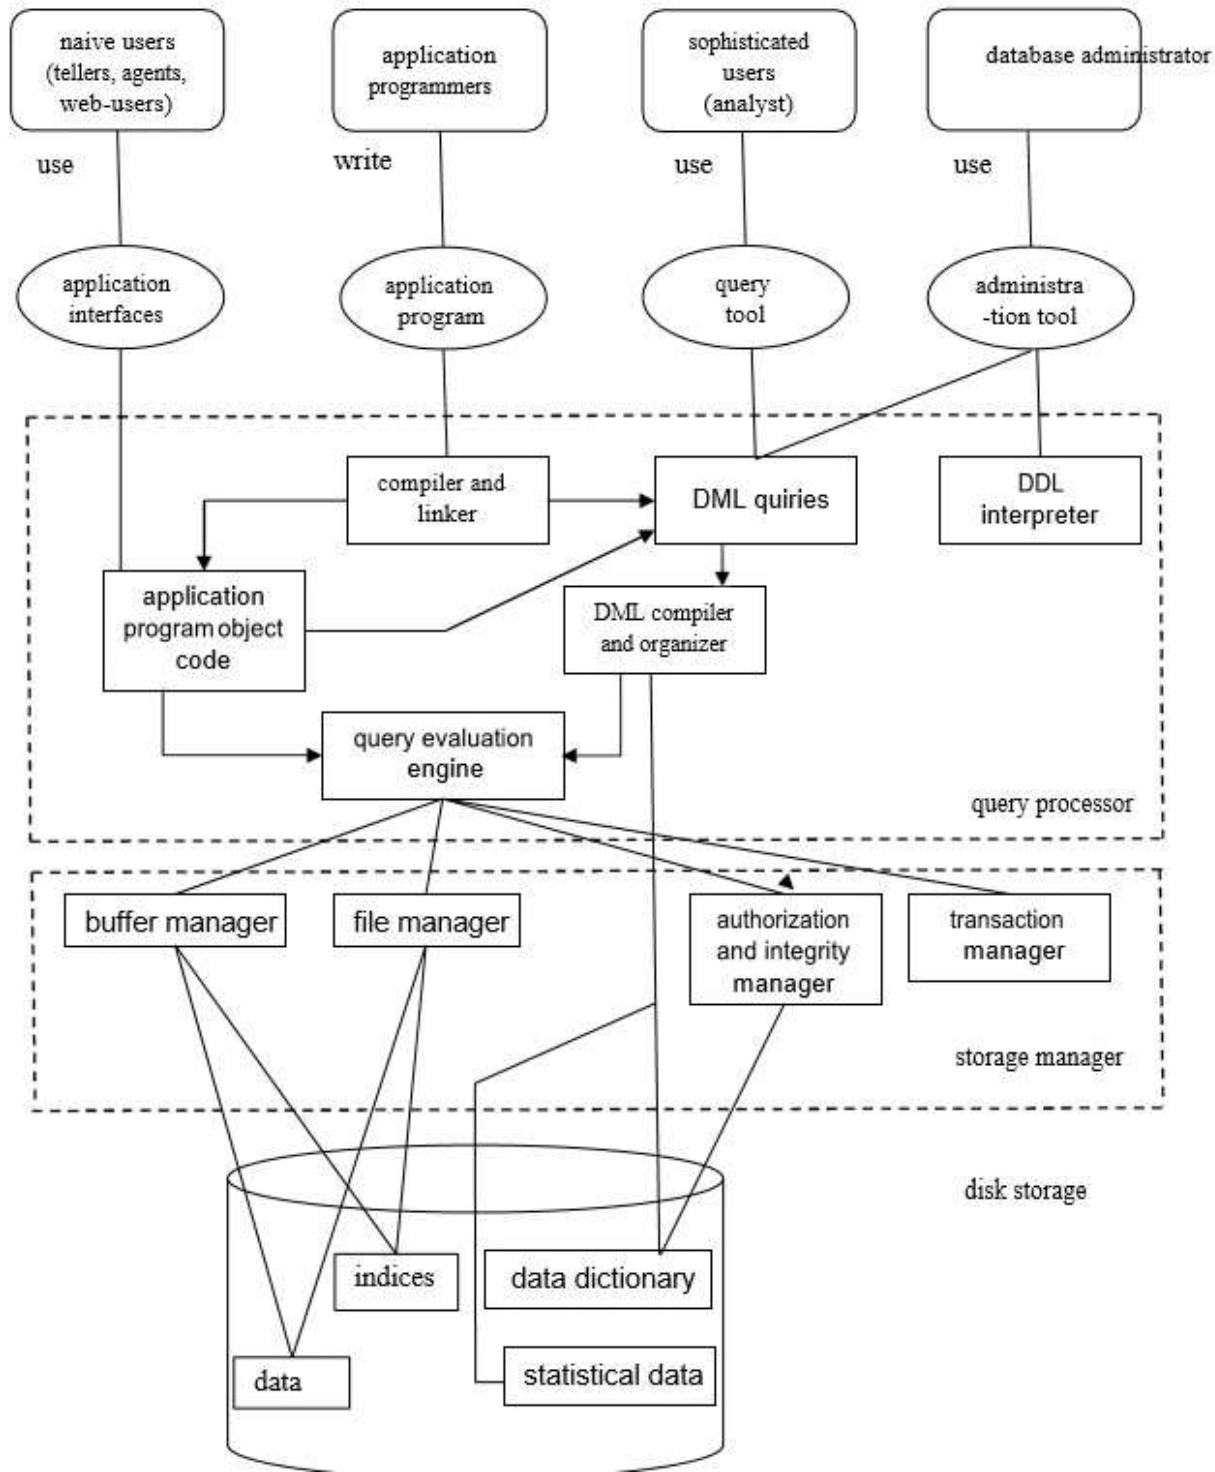 naive users
(tellers, agents,
web-users)
application
programmers
sophisticated
users
(analyst)
database administrator
use
write
use
use
application
interfaces
application
program
query
tool
administra
-tion tool
compiler and
linker
DML quiries
DDL
interpreter
application
program object
code
DML compiler
and organizer
query evaluation
engine
query processor
buffer manager
file manager
authorization
and integrity
manager
transaction
manager
storage manager
disk storage
indices
data dictionary
data
statistical data